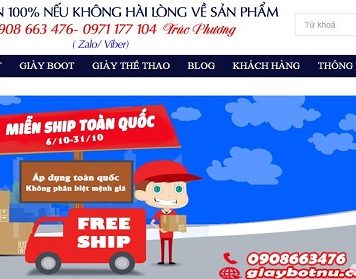 N 100% NẾU KHÔNG HÀI LÒNG VỀ SẢN PHẨM
908 663 476- 0971 177 104 Trúc Phương
( Zalo/ Viber)
Từ khoá
GIÀY BOOT GIÀY THỂ THAO BLOG KHÁCH HÀNG THÔNG
MIỄN SHIP TOÀN QUỐC
6/10-31/10
Áp dụng toàn quốc
Không phân biệt mệnh giá
FREE
SHIP
0908663476
giaybotnu.c